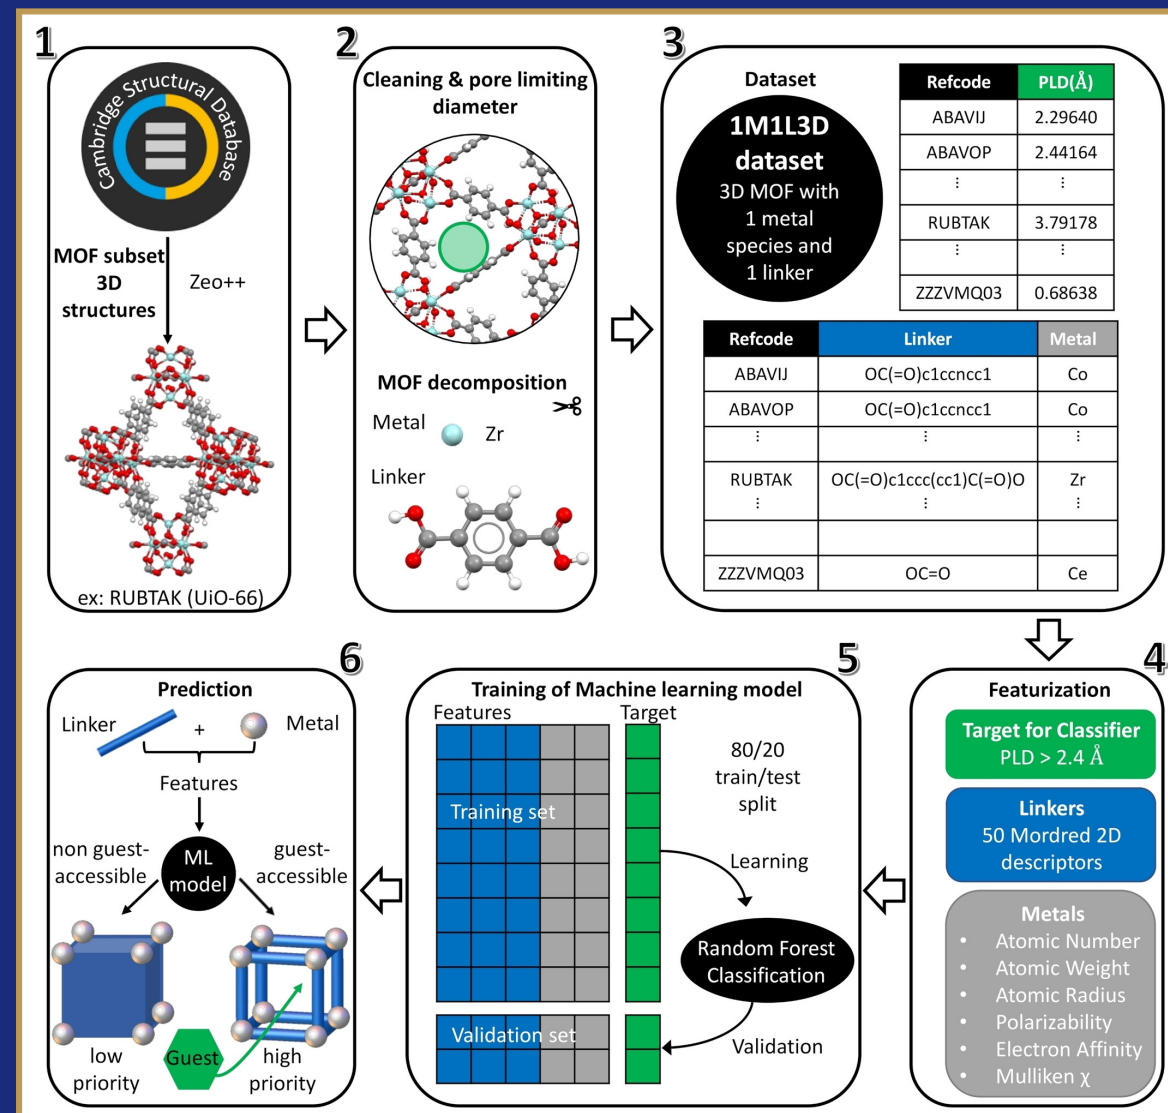 1
Cambridge Structural Database
MOF subset
3D
structures
Zeo++
ex: RUBTAK (UiO-66)
2
Cleaning & pore limiting
diameter
MOF decomposition
Metal
Zr
Linker
3
Dataset
1M1L3D
dataset
3D MOF with
1 metal
species and
1 linker
Refcode PLD(Å)
ABAVIJ 2.29640
ABAVOP 2.44164
⋮ ⋮
RUBTAK 3.79178
⋮ ⋮
ZZZVMQ03 0.68638
Refcode Linker Metal
ABAVIJ OC(=O)c1ccncc1 Co
ABAVOP OC(=O)c1ccncc1 Co
⋮ ⋮ ⋮
RUBTAK OC(=O)c1ccc(cc1)C(=O)O Zr
⋮ ⋮ ⋮
ZZZVMQ03 OC=O Ce
4
Featurization
Target for Classifier
PLD > 2.4 Å
Linkers
50 Mordred 2D
descriptors
Metals
• Atomic Number
• Atomic Weight
• Atomic Radius
• Polarizability
• Electron Affinity
• Mulliken χ
5
Training of Machine learning model
Features
Target
Training set
80/20
train/test
split
Learning
Random Forest
Classification
Validation set
Validation
6
Prediction
Linker
+
Metal
Features
non guest-
accessible
ML
model
guest-
accessible
low
priority
Guest
high
priority